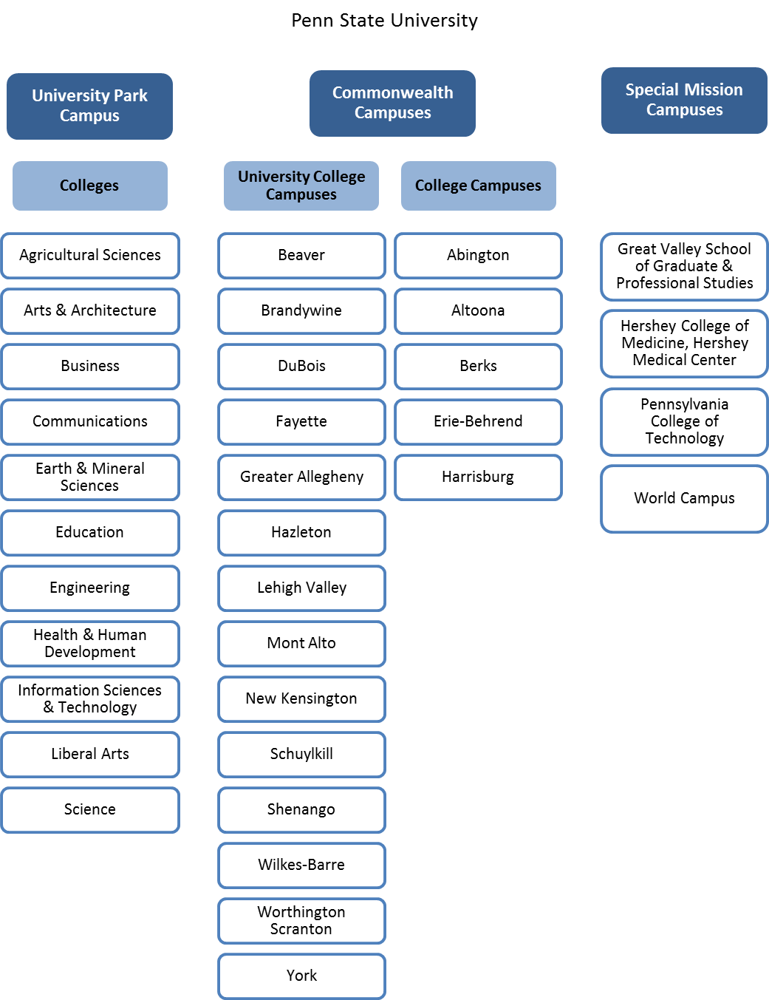 Penn State University
University Park
Campus
Colleges
Agricultural Sciences
Arts & Architecture
Business
Communications
Earth & Mineral
Sciences
Education
Engineering
Health & Human
Development
Information Sciences
& Technology
Liberal Arts
Science
Commonwealth
Campuses
University College
Campuses
Beaver
Brandywine
DuBois
Fayette
Greater Allegheny
Hazleton
Lehigh Valley
Mont Alto
New Kensington
Schuylkill
Shenango
Wilkes-Barre
Worthington
Scranton
York
College Campuses
Abington
Altoona
Berks
Erie-Behrend
Harrisburg
Special Mission
Campuses
Great Valley School
of Graduate &
Professional Studies
Hershey College of
Medicine, Hershey
Medical Center
Pennsylvania
College of
Technology
World Campus